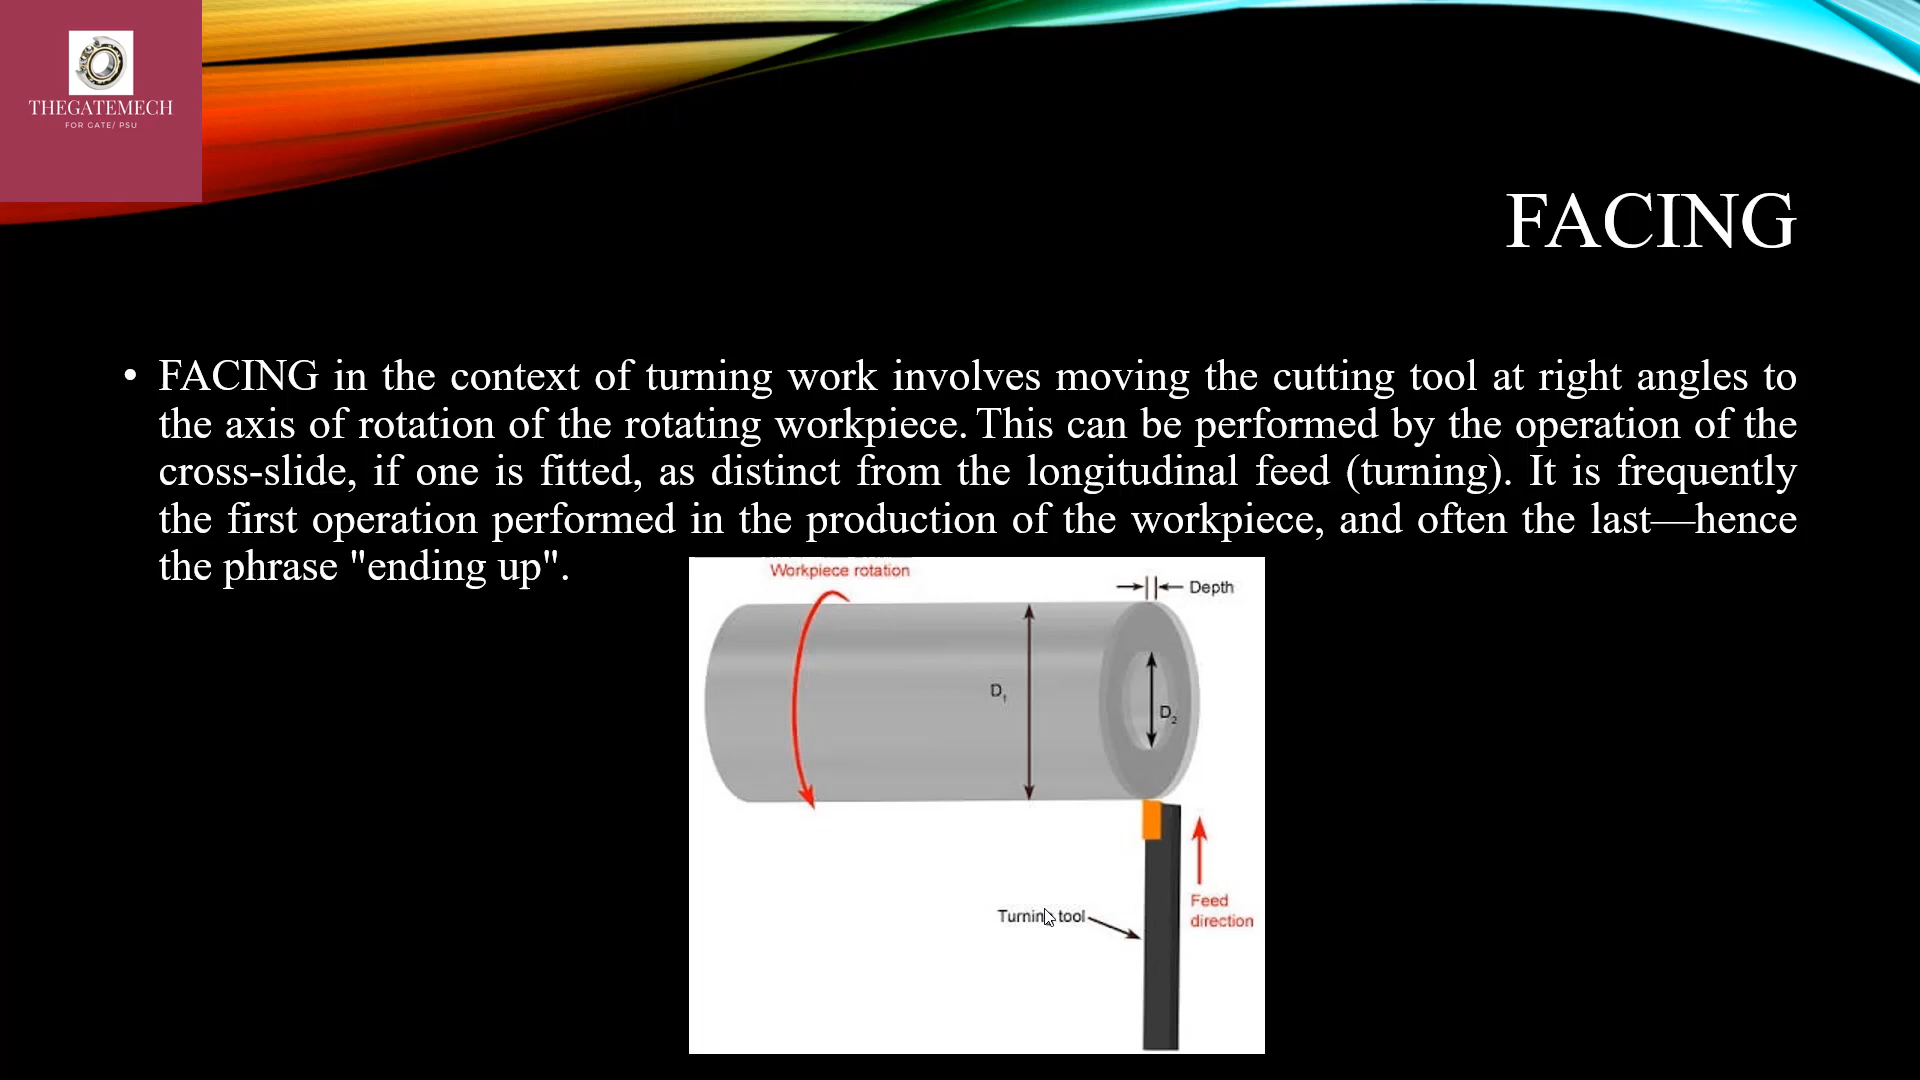 THEGATEMECH
FOR GATE/ PSU
FACING
• FACING in the context of turning work involves moving the cutting tool at right angles to
the axis of rotation of the rotating workpiece. This can be performed by the operation of the
cross-slide, if one is fitted, as distinct from the longitudinal feed (turning). It is frequently
the first operation performed in the production of the workpiece, and often the last—hence
the phrase "ending up".
Workpiece rotation
Depth
D₁
D₂
Turning tool
Feed
direction